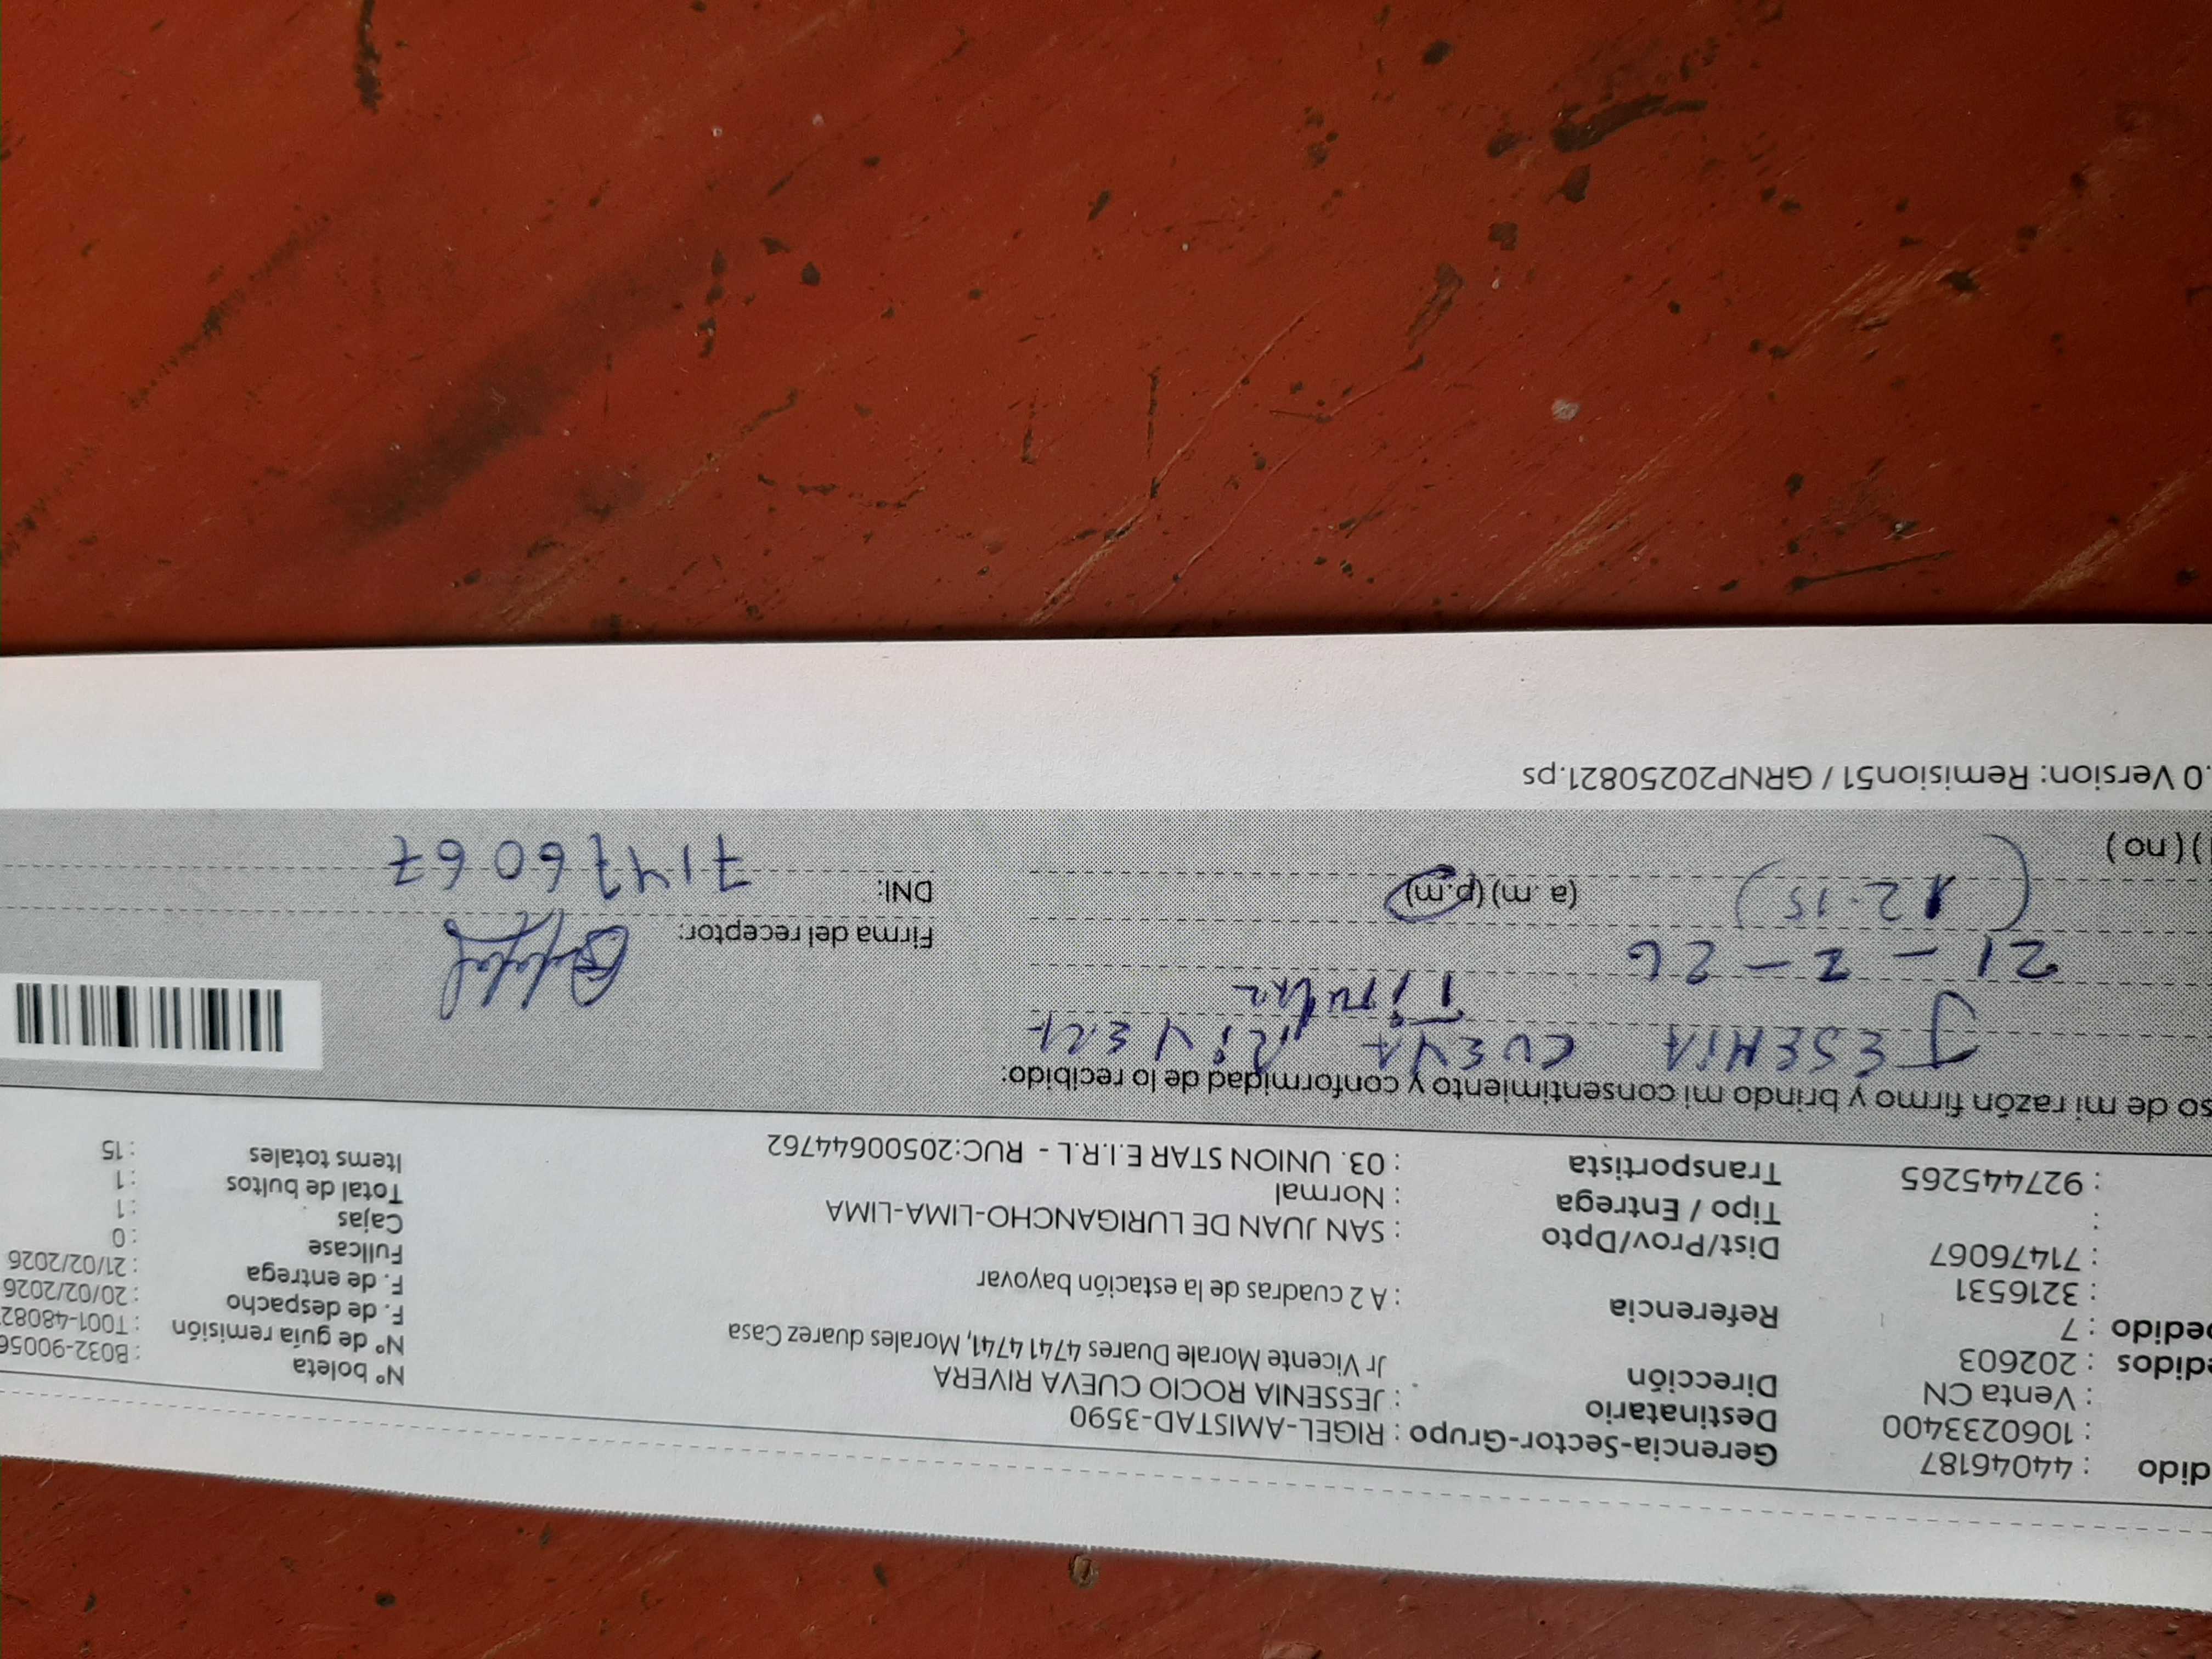 dido : 44046187 Gerencia-Sector-Grupo : RIGEL-AMISTAD-3590
: 1060233400 Destinatario : JESSENIA ROCIO CUEVA RIVERA Nº boleta : B032-90056
: Venta CN Dirección Jr Vicente Morale Duares 4741 4741, Morales duarez Casa Nº de guía remisión : T001-48082
edidos : 202603 F. de despacho : 20/02/2026
edido : 7 Referencia : A 2 cuadras de la estación bayovar F. de entrega : 21/02/2026
: 3216531 Fullcase : 0
: 71476067 Dist/Prov/Dpto : SAN JUAN DE LURIGANCHO-LIMA-LIMA Cajas : 1
: Tipo / Entrega : Normal Total de bultos : 1
: 927445265 Transportista : 03. UNION STAR E.I.R.L - RUC:20500644762 Items totales : 15
so de mi razón firmo y brindo mi consentimiento y conformidad de lo recibido:
JESENIA CUEVA RiVERA
Titular
21 - 2 - 26 Firma del receptor:
(12:15) (a .m) (p.m) DNI: 71476067
) ( no )
.0 Version: Remision51 / GRNP20250821.ps